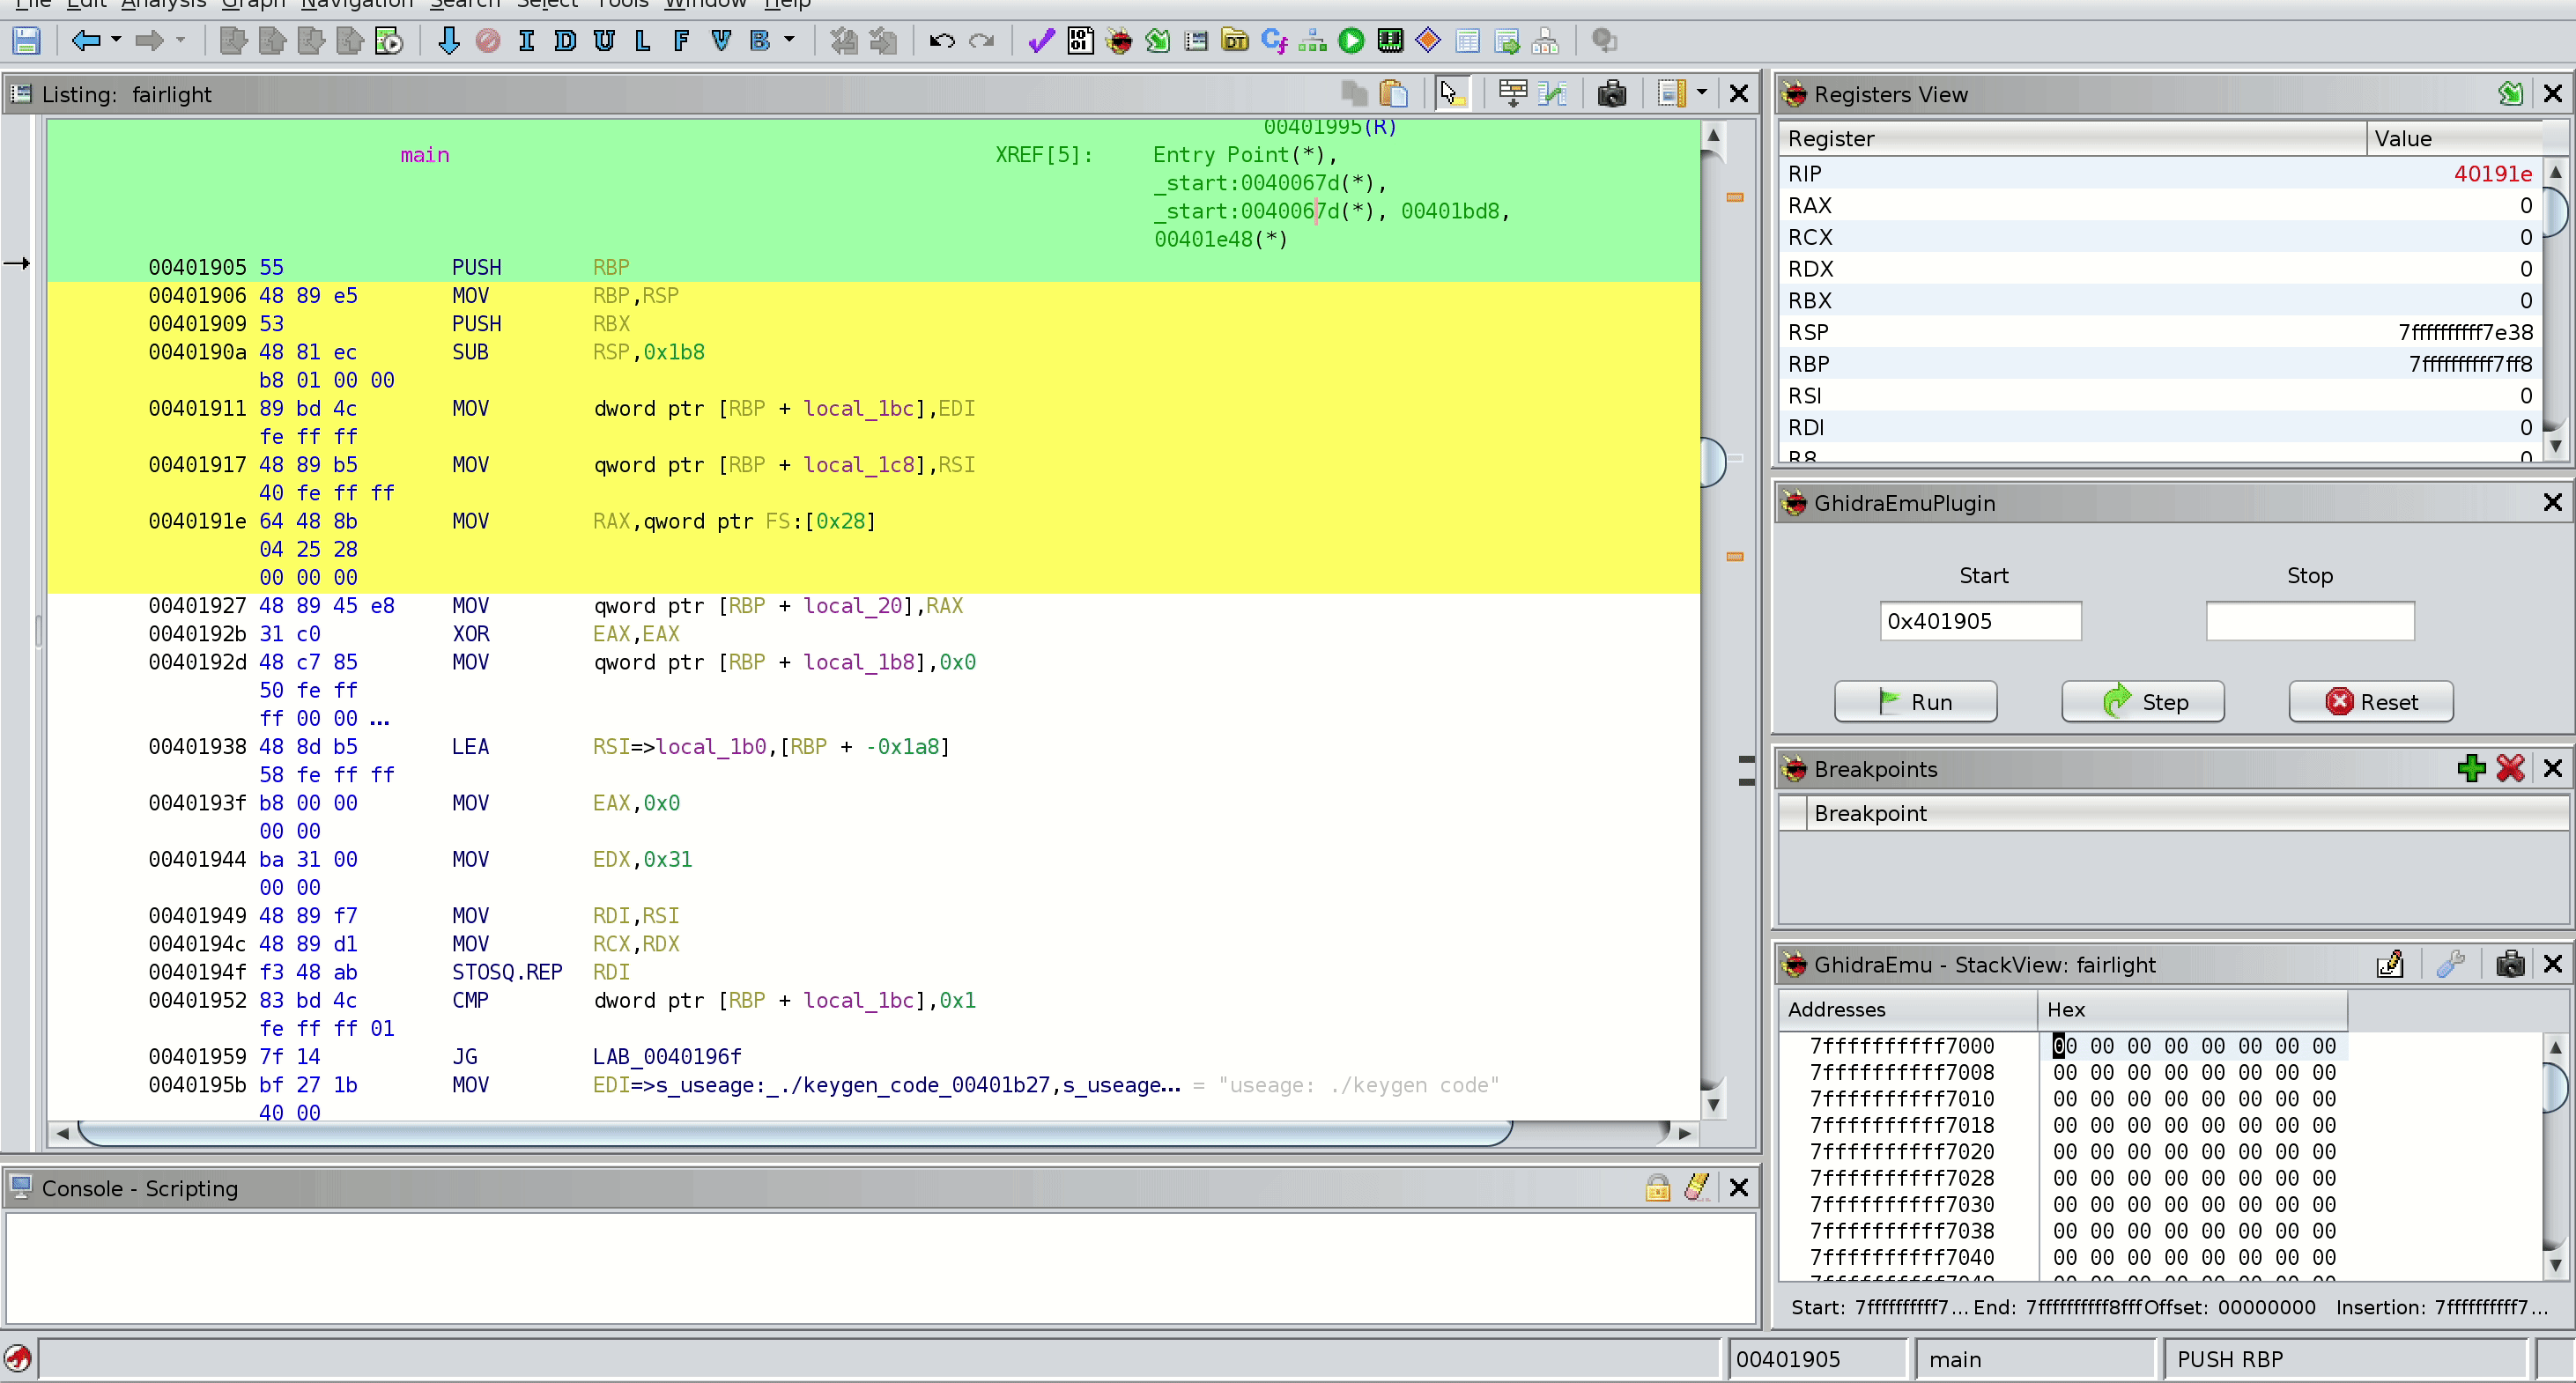 File Edit Analysis Graph Navigation Search Select Tools Window Help
I D U L F V B
Listing: fairlight
00401995(R)
main XREF[5]: Entry Point(*),
_start:0040067d(*),
_start:0040067d(*), 00401bd8,
00401e48(*)
00401905 55 PUSH RBP
00401906 48 89 e5 MOV RBP,RSP
00401909 53 PUSH RBX
0040190a 48 81 ec SUB RSP,0x1b8
b8 01 00 00
00401911 89 bd 4c MOV dword ptr [RBP + local_1bc],EDI
fe ff ff
00401917 48 89 b5 MOV qword ptr [RBP + local_1c8],RSI
40 fe ff ff
0040191e 64 48 8b MOV RAX,qword ptr FS:[0x28]
04 25 28
00 00 00
00401927 48 89 45 e8 MOV qword ptr [RBP + local_20],RAX
0040192b 31 c0 XOR EAX,EAX
0040192d 48 c7 85 MOV qword ptr [RBP + local_1b8],0x0
50 fe ff
ff 00 00 ...
00401938 48 8d b5 LEA RSI=>local_1b0,[RBP + -0x1a8]
58 fe ff ff
0040193f b8 00 00 MOV EAX,0x0
00 00
00401944 ba 31 00 MOV EDX,0x31
00 00
00401949 48 89 f7 MOV RDI,RSI
0040194c 48 89 d1 MOV RCX,RDX
0040194f f3 48 ab STOSQ.REP RDI
00401952 83 bd 4c CMP dword ptr [RBP + local_1bc],0x1
fe ff ff 01
00401959 7f 14 JG LAB_0040196f
0040195b bf 27 1b MOV EDI=>s_useage:_./keygen_code_00401b27,s_useage... = "useage: ./keygen code"
40 00
Console - Scripting
Registers View
Register Value
RIP 40191e
RAX 0
RCX 0
RDX 0
RBX 0
RSP 7ffffffffff7e38
RBP 7ffffffffff7ff8
RSI 0
RDI 0
R8 0
GhidraEmuPlugin
Start Stop
0x401905
Run Step Reset
Breakpoints
Breakpoint
GhidraEmu - StackView: fairlight
Addresses Hex
7ffffffffff7000 00 00 00 00 00 00 00 00
7ffffffffff7008 00 00 00 00 00 00 00 00
7ffffffffff7010 00 00 00 00 00 00 00 00
7ffffffffff7018 00 00 00 00 00 00 00 00
7ffffffffff7020 00 00 00 00 00 00 00 00
7ffffffffff7028 00 00 00 00 00 00 00 00
7ffffffffff7030 00 00 00 00 00 00 00 00
7ffffffffff7038 00 00 00 00 00 00 00 00
7ffffffffff7040 00 00 00 00 00 00 00 00
7ffffffffff7048 00 00 00 00 00 00 00 00
Start: 7ffffffffff7... End: 7ffffffffff8fff Offset: 00000000 Insertion: 7ffffffffff7...
00401905 main PUSH RBP